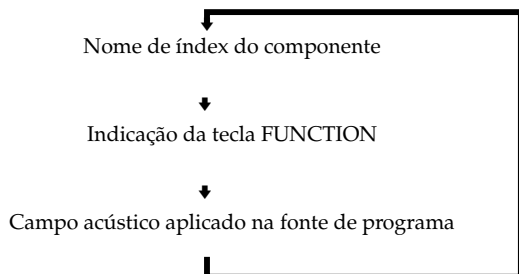 Nome de índex do componente
Indicação da tecla FUNCTION
Campo acústico aplicado na fonte de programa